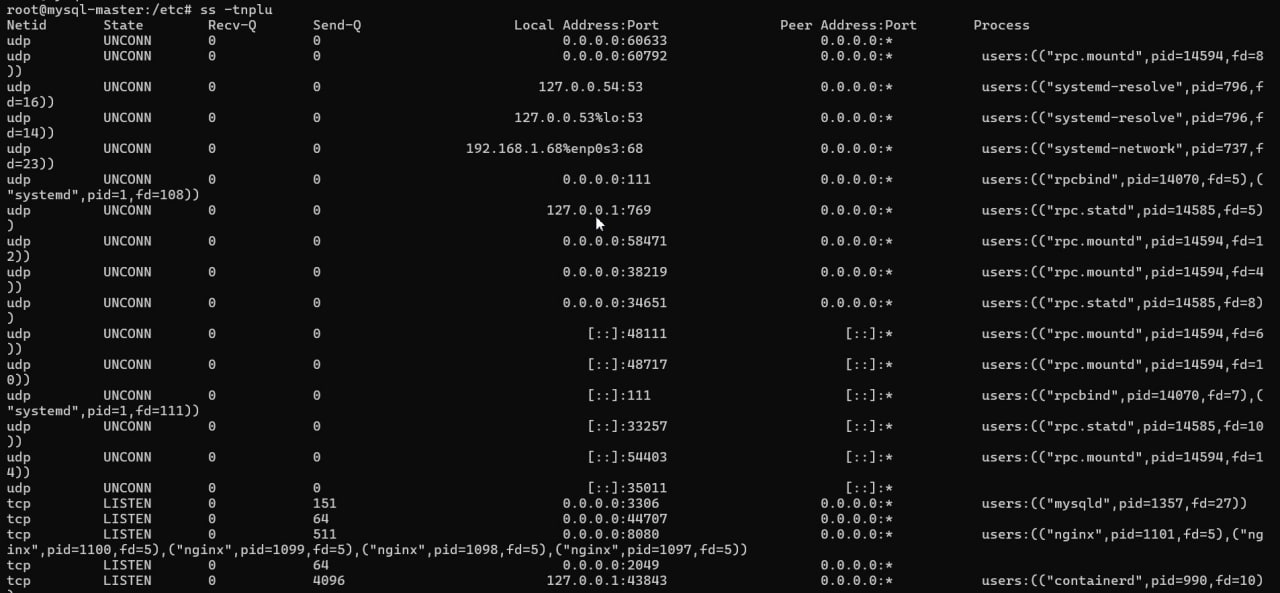 root@mysql-master:/etc# ss -tnplu
Netid State Recv-Q Send-Q Local Address:Port Peer Address:Port Process
udp UNCONN 0 0 0.0.0.0:60633 0.0.0.0:*
udp UNCONN 0 0 0.0.0.0:60792 0.0.0.0:* users:(("rpc.mountd",pid=14594,fd=8
))
udp UNCONN 0 0 127.0.0.54:53 0.0.0.0:* users:(("systemd-resolve",pid=796,f
d=16))
udp UNCONN 0 0 127.0.0.53%lo:53 0.0.0.0:* users:(("systemd-resolve",pid=796,f
d=14))
udp UNCONN 0 0 192.168.1.68%enp0s3:68 0.0.0.0:* users:(("systemd-network",pid=737,f
d=23))
udp UNCONN 0 0 0.0.0.0:111 0.0.0.0:* users:(("rpcbind",pid=14070,fd=5),(
"systemd",pid=1,fd=108))
udp UNCONN 0 0 127.0.0.1:769 0.0.0.0:* users:(("rpc.statd",pid=14585,fd=5)
)
udp UNCONN 0 0 0.0.0.0:58471 0.0.0.0:* users:(("rpc.mountd",pid=14594,fd=1
2))
udp UNCONN 0 0 0.0.0.0:38219 0.0.0.0:* users:(("rpc.mountd",pid=14594,fd=4
))
udp UNCONN 0 0 0.0.0.0:34651 0.0.0.0:* users:(("rpc.statd",pid=14585,fd=8)
)
udp UNCONN 0 0 [::]:48111 [::]:* users:(("rpc.mountd",pid=14594,fd=6
))
udp UNCONN 0 0 [::]:48717 [::]:* users:(("rpc.mountd",pid=14594,fd=1
0))
udp UNCONN 0 0 [::]:111 [::]:* users:(("rpcbind",pid=14070,fd=7),(
"systemd",pid=1,fd=111))
udp UNCONN 0 0 [::]:33257 [::]:* users:(("rpc.statd",pid=14585,fd=10
))
udp UNCONN 0 0 [::]:54403 [::]:* users:(("rpc.mountd",pid=14594,fd=1
4))
udp UNCONN 0 0 [::]:35011 [::]:*
tcp LISTEN 0 151 0.0.0.0:3306 0.0.0.0:* users:(("mysqld",pid=1357,fd=27))
tcp LISTEN 0 64 0.0.0.0:44707 0.0.0.0:*
tcp LISTEN 0 511 0.0.0.0:8080 0.0.0.0:* users:(("nginx",pid=1101,fd=5),("ng
inx",pid=1100,fd=5),("nginx",pid=1099,fd=5),("nginx",pid=1098,fd=5),("nginx",pid=1097,fd=5))
tcp LISTEN 0 64 0.0.0.0:2049 0.0.0.0:*
tcp LISTEN 0 4096 127.0.0.1:43843 0.0.0.0:* users:(("containerd",pid=990,fd=10)